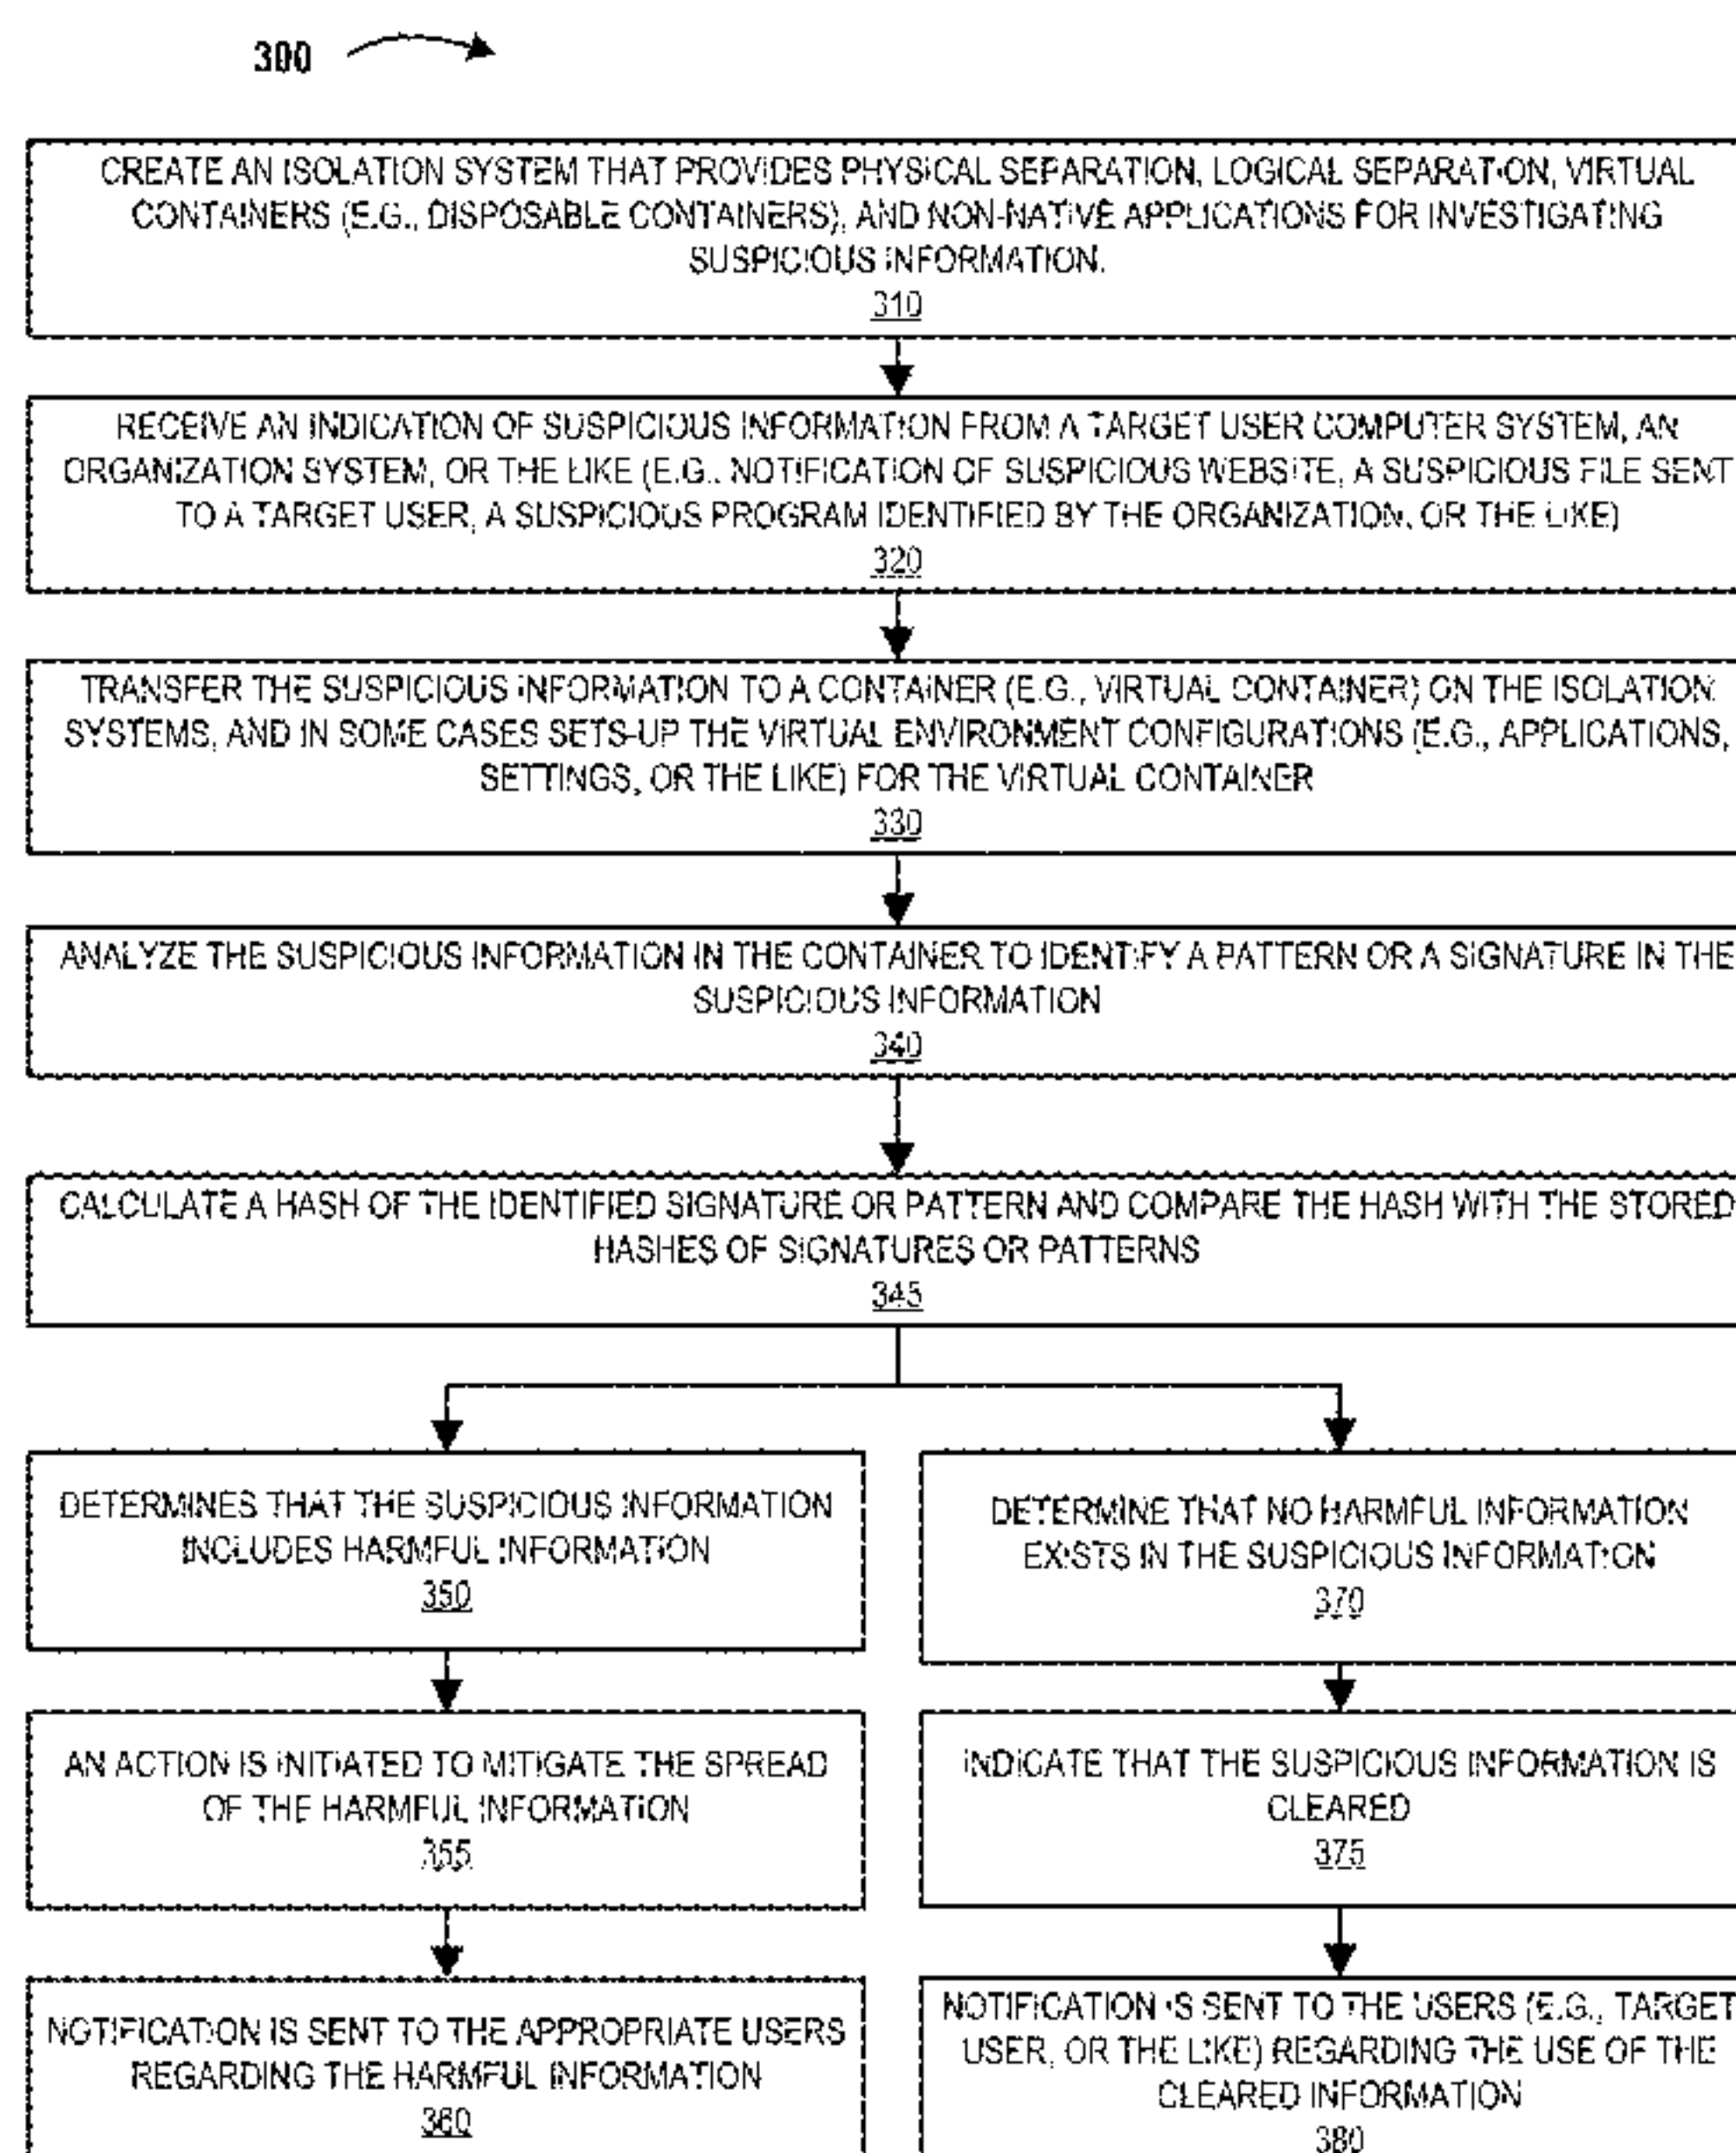 300
CREATE AN ISOLATION SYSTEM THAT PROVIDES PHYSICAL SEPARATION, LOGICAL SEPARATION, VIRTUAL
CONTAINERS (E.G., DISPOSABLE CONTAINERS), AND NON-NATIVE APPLICATIONS FOR INVESTIGATING
SUSPICIOUS INFORMATION.
310
RECEIVE AN INDICATION OF SUSPICIOUS INFORMATION FROM A TARGET USER COMPUTER SYSTEM, AN
ORGANIZATION SYSTEM, OR THE LIKE (E.G., NOTIFICATION OF SUSPICIOUS WEBSITE, A SUSPICIOUS FILE SENT
TO A TARGET USER, A SUSPICIOUS PROGRAM IDENTIFIED BY THE ORGANIZATION, OR THE LIKE)
320
TRANSFER THE SUSPICIOUS INFORMATION TO A CONTAINER (E.G., VIRTUAL CONTAINER) ON THE ISOLATION
SYSTEMS, AND IN SOME CASES SETS-UP THE VIRTUAL ENVIRONMENT CONFIGURATIONS (E.G., APPLICATIONS,
SETTINGS, OR THE LIKE) FOR THE VIRTUAL CONTAINER
330
ANALYZE THE SUSPICIOUS INFORMATION IN THE CONTAINER TO IDENTIFY A PATTERN OR A SIGNATURE IN THE
SUSPICIOUS INFORMATION
340
CALCULATE A HASH OF THE IDENTIFIED SIGNATURE OR PATTERN AND COMPARE THE HASH WITH THE STORED
HASHES OF SIGNATURES OR PATTERNS
345
DETERMINES THAT THE SUSPICIOUS INFORMATION
INCLUDES HARMFUL INFORMATION
350
DETERMINE THAT NO HARMFUL INFORMATION
EXISTS IN THE SUSPICIOUS INFORMATION
370
AN ACTION IS INITIATED TO MITIGATE THE SPREAD
OF THE HARMFUL INFORMATION
355
INDICATE THAT THE SUSPICIOUS INFORMATION IS
CLEARED
375
NOTIFICATION IS SENT TO THE APPROPRIATE USERS
REGARDING THE HARMFUL INFORMATION
360
NOTIFICATION IS SENT TO THE USERS (E.G., TARGET
USER, OR THE LIKE) REGARDING THE USE OF THE
CLEARED INFORMATION
380